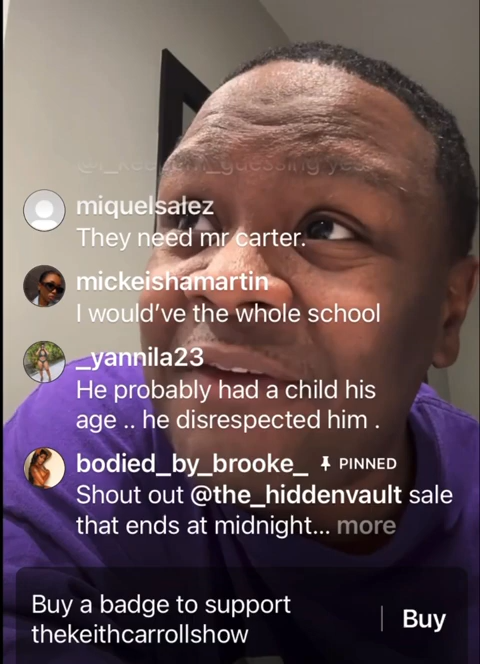 miquelsalez
They need mr carter.
mickeishamartin
I would've the whole school
_yannila23
He probably had a child his
age .. he disrespected him .
bodied_by_brooke_ PINNED
Shout out @the_hiddenvault sale
that ends at midnight... more
Buy a badge to support
thekeithcarrollshow
Buy